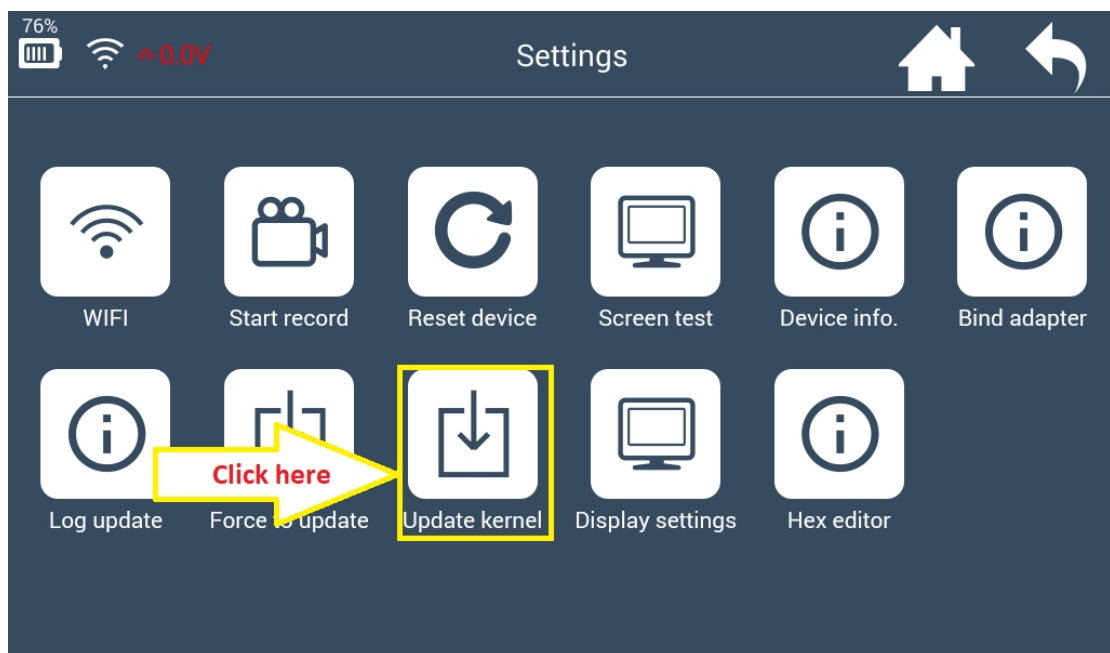 76%
0.0V
Settings
WIFI
Start record
Reset device
Screen test
Device info.
Bind adapter
Click here
Log update
Force to update
Update kernel
Display settings
Hex editor